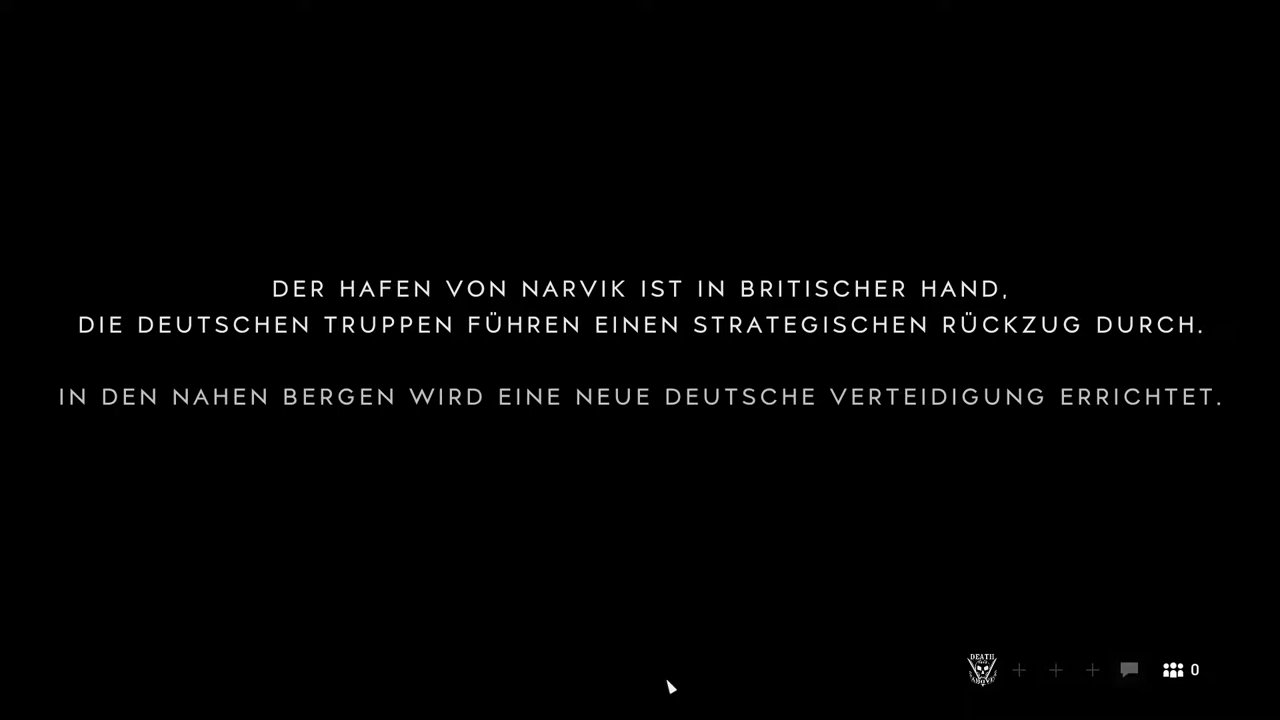 DER HAFEN VON NARVIK IST IN BRITISCHER HAND,
DIE DEUTSCHEN TRUPPEN FÜHREN EINEN STRATEGISCHEN RÜCKZUG DURCH.
IN DEN NAHEN BERGEN WIRD EINE NEUE DEUTSCHE VERTEIDIGUNG ERRICHTET.
DEATH
0